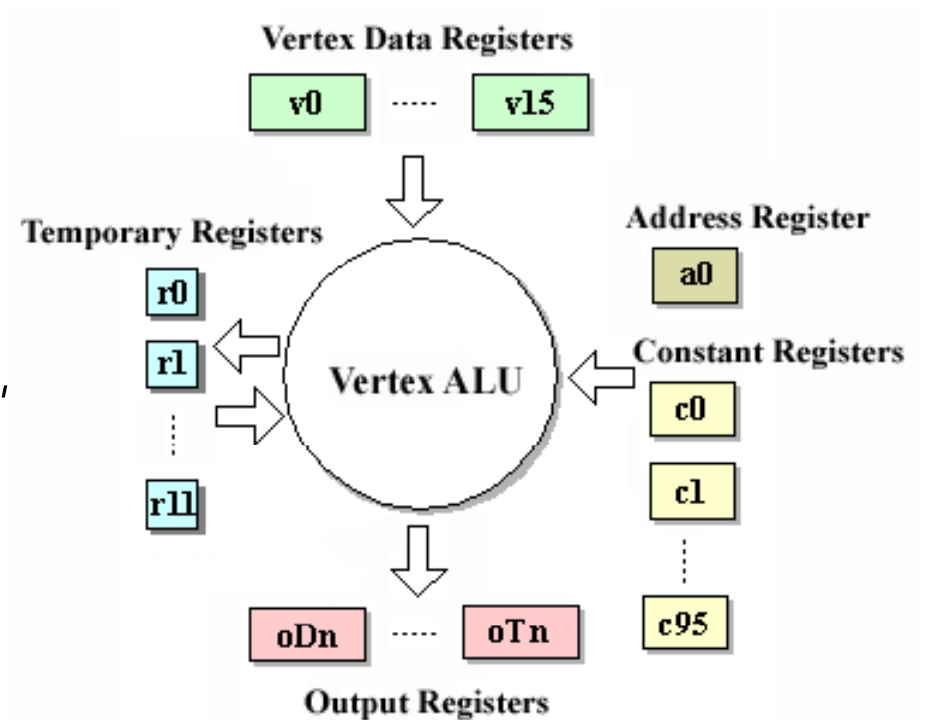 Vertex Data Registers
v0 ...... v15
Temporary Registers
Address Register
r0
a0
r1
Vertex ALU
Constant Registers
c0
c1
r11
oDn ...... oTn
c95
Output Registers